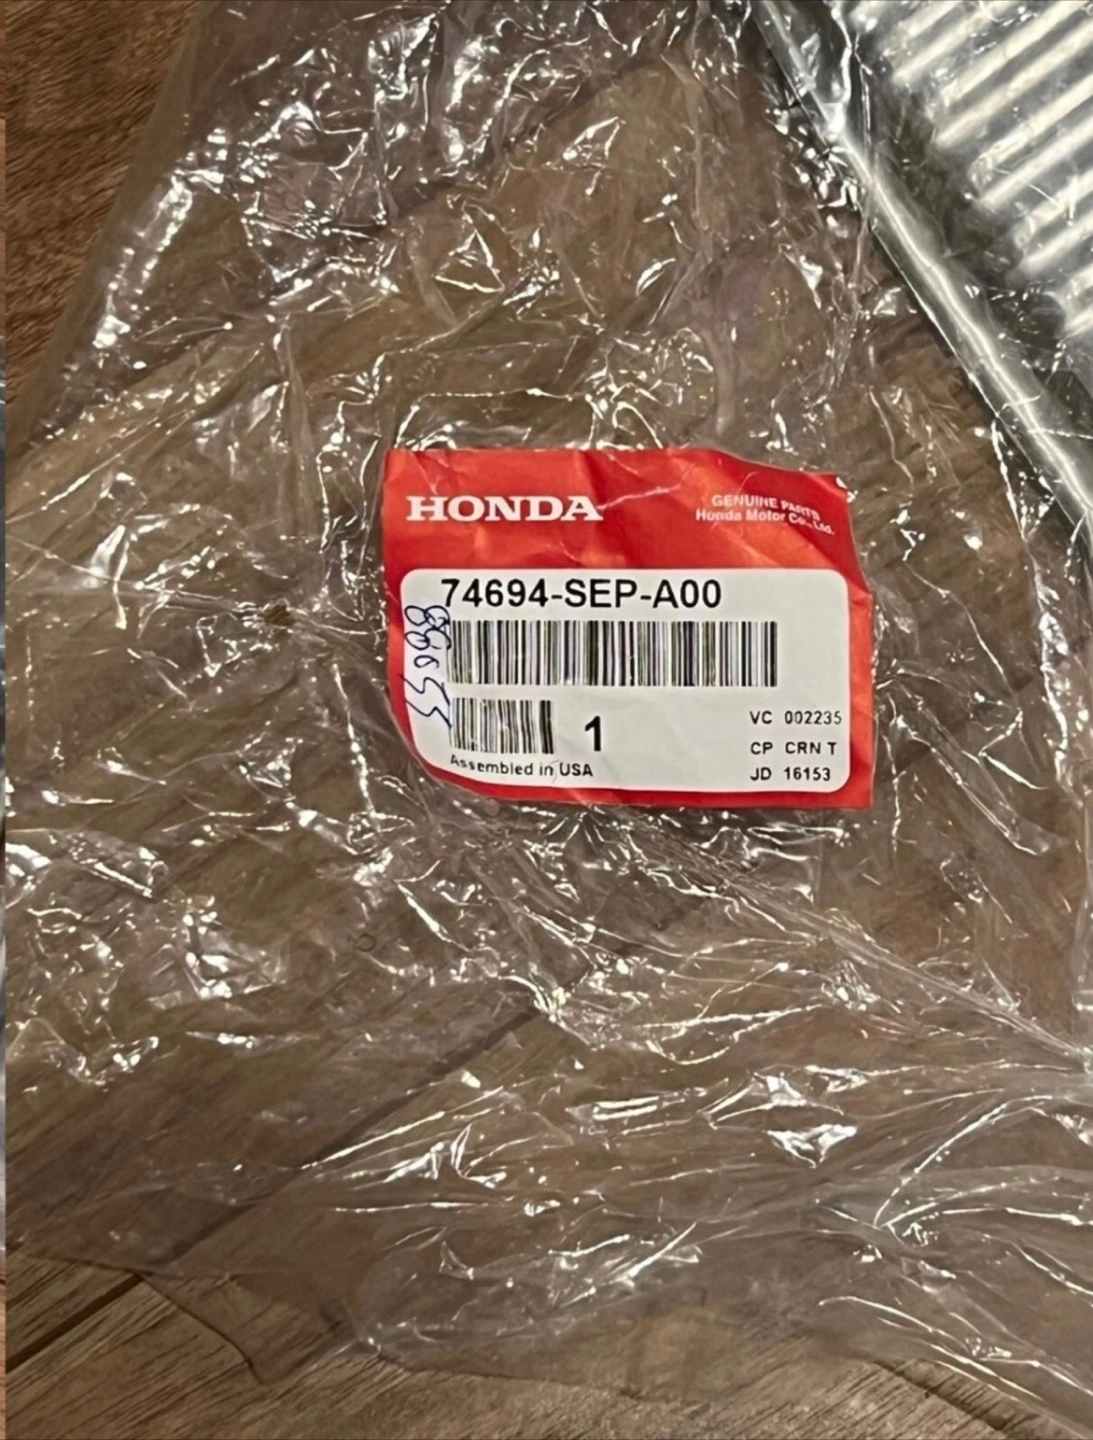 HONDA
GENUINE PARTS
Honda Motor Co., Ltd.
74694-SEP-A00
1
VC 002235
CP CRN T
JD 16153
Assembled in USA